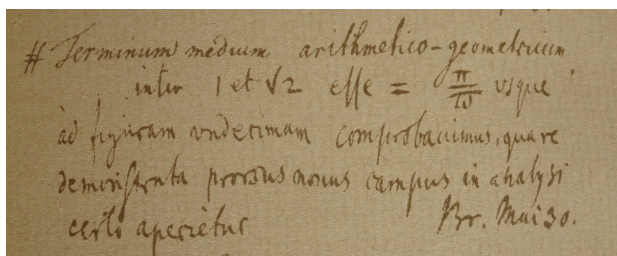 # Terminum medium arithmetico-geometricum
inter 1 et √2 esse = π/ϖ usque
ad figuram undecimam comprobavimus, quare
demonstrata prorsus novus campus in analysi
certo aperietur Br. Mai 30.